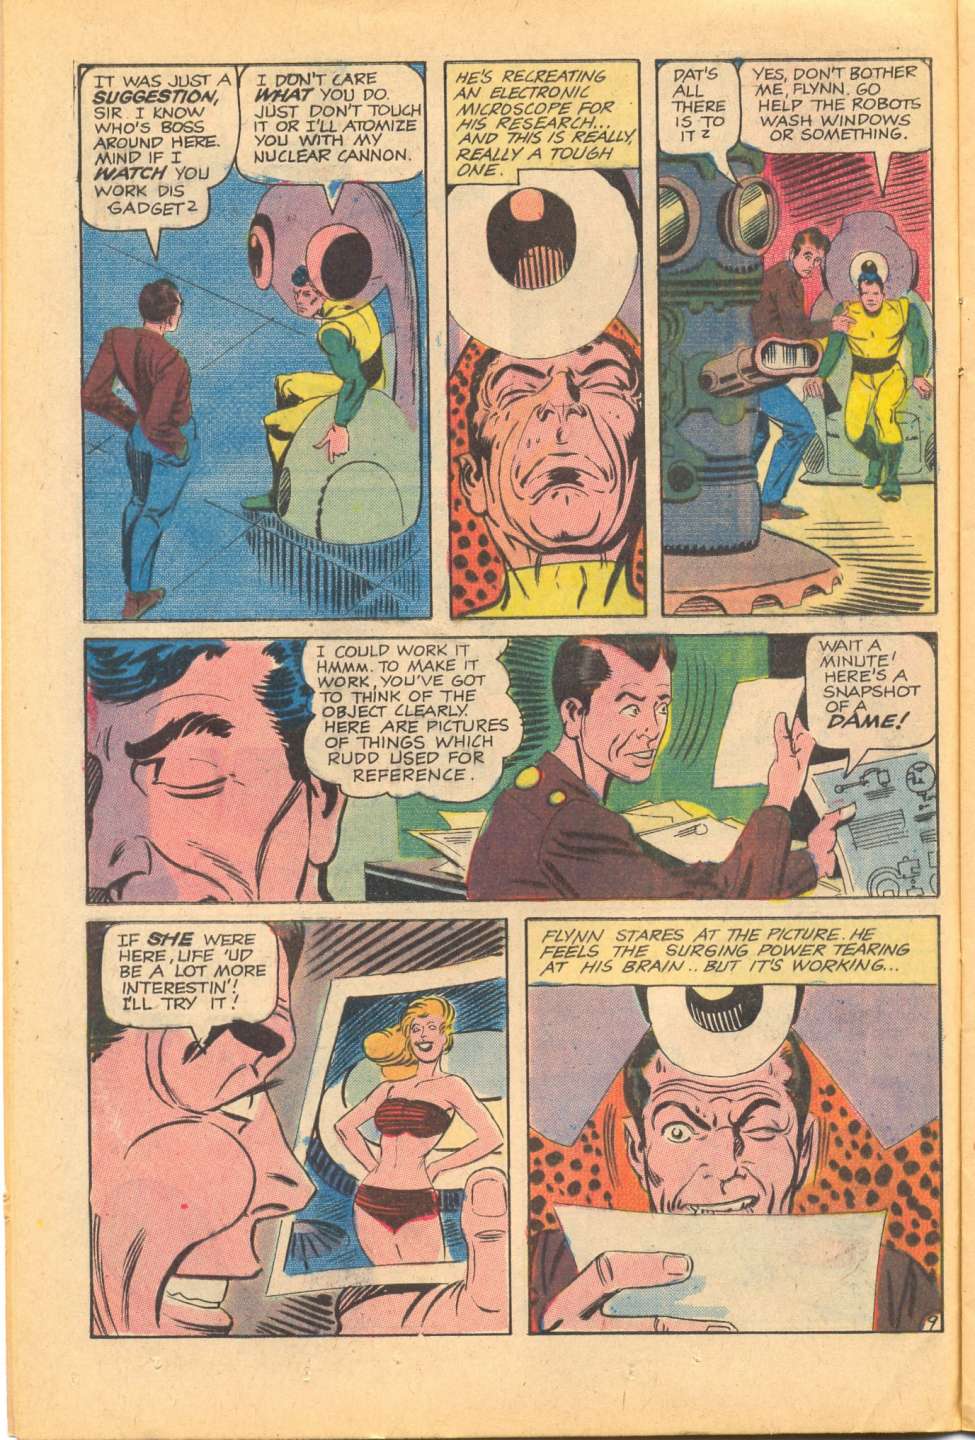 IT WAS JUST A
SUGGESTION,
SIR. I KNOW
WHO'S BOSS
AROUND HERE.
MIND IF I
WATCH YOU
WORK DIS
GADGET?
I DON'T CARE
WHAT YOU DO.
JUST DON'T TOUCH
IT OR I'LL ATOMIZE
YOU WITH MY
NUCLEAR CANNON.
HE'S RECREATING
AN ELECTRONIC
MICROSCOPE FOR
HIS RESEARCH...
AND THIS IS REALLY,
REALLY A TOUGH
ONE.
DAT'S
ALL
THERE
IS TO
IT?
YES, DON'T BOTHER
ME, FLYNN. GO
HELP THE ROBOTS
WASH WINDOWS
OR SOMETHING.
I COULD WORK IT
HMMM. TO MAKE IT
WORK, YOU'VE GOT
TO THINK OF THE
OBJECT CLEARLY.
HERE ARE PICTURES
OF THINGS WHICH
RUDD USED FOR
REFERENCE.
WAIT A
MINUTE!
HERE'S A
SNAPSHOT
OF A
DAME!
IF SHE WERE
HERE, LIFE 'UD
BE A LOT MORE
INTERESTIN'!
I'LL TRY IT!
FLYNN STARES AT THE PICTURE. HE
FEELS THE SURGING POWER TEARING
AT HIS BRAIN.. BUT IT'S WORKING...
9